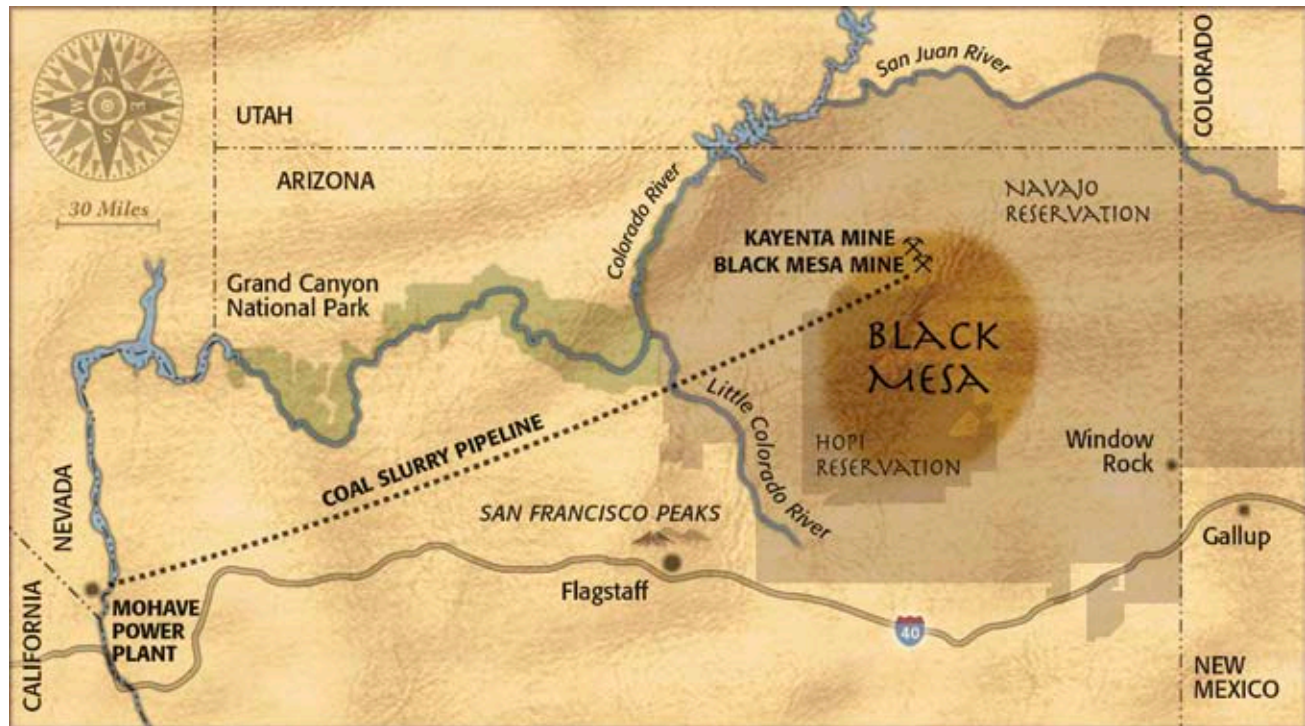 N
E
S
W
30 Miles
UTAH
ARIZONA
COLORADO
San Juan River
NAVAJO
RESERVATION
Colorado River
KAYENTA MINE
BLACK MESA MINE
Grand Canyon
National Park
BLACK
MESA
Little Colorado River
COAL SLURRY PIPELINE
HOPI
RESERVATION
Window
Rock
SAN FRANCISCO PEAKS
NEVADA
Gallup
Flagstaff
CALIFORNIA
MOHAVE
POWER
PLANT
40
NEW
MEXICO